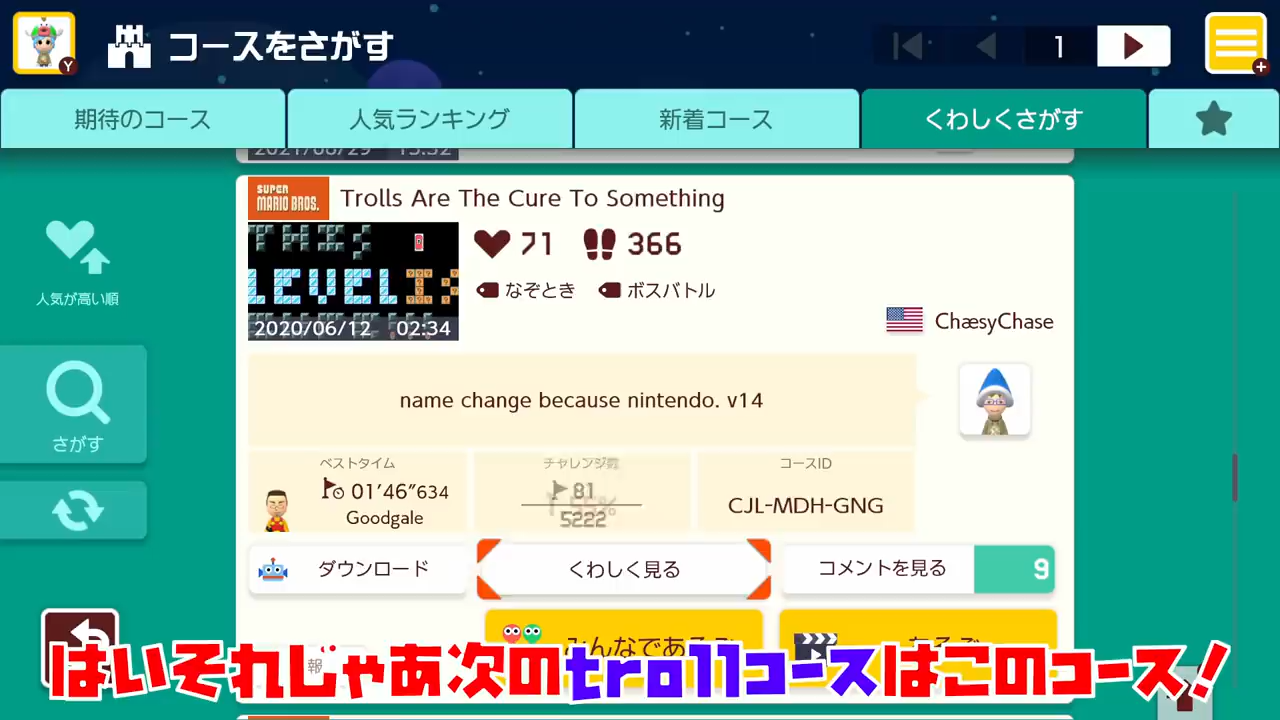 コースをさがす
1
Y
+
期待のコース
人気ランキング
新着コース
くわしくさがす
SUPER
MARIO BROS.
Trolls Are The Cure To Something
THIS
LEVEL
71
366
なぞとき
ボスバトル
2020/06/12 02:34
ChæsyChase
人気が高い順
さがす
name change because nintendo. v14
ベストタイム
01'46"634
Goodgale
チャレンジ数
81
5222
コースID
CJL-MDH-GNG
ダウンロード
くわしく見る
コメントを見る
9
はいそれじゃあ次のtrollコースはこのコース!